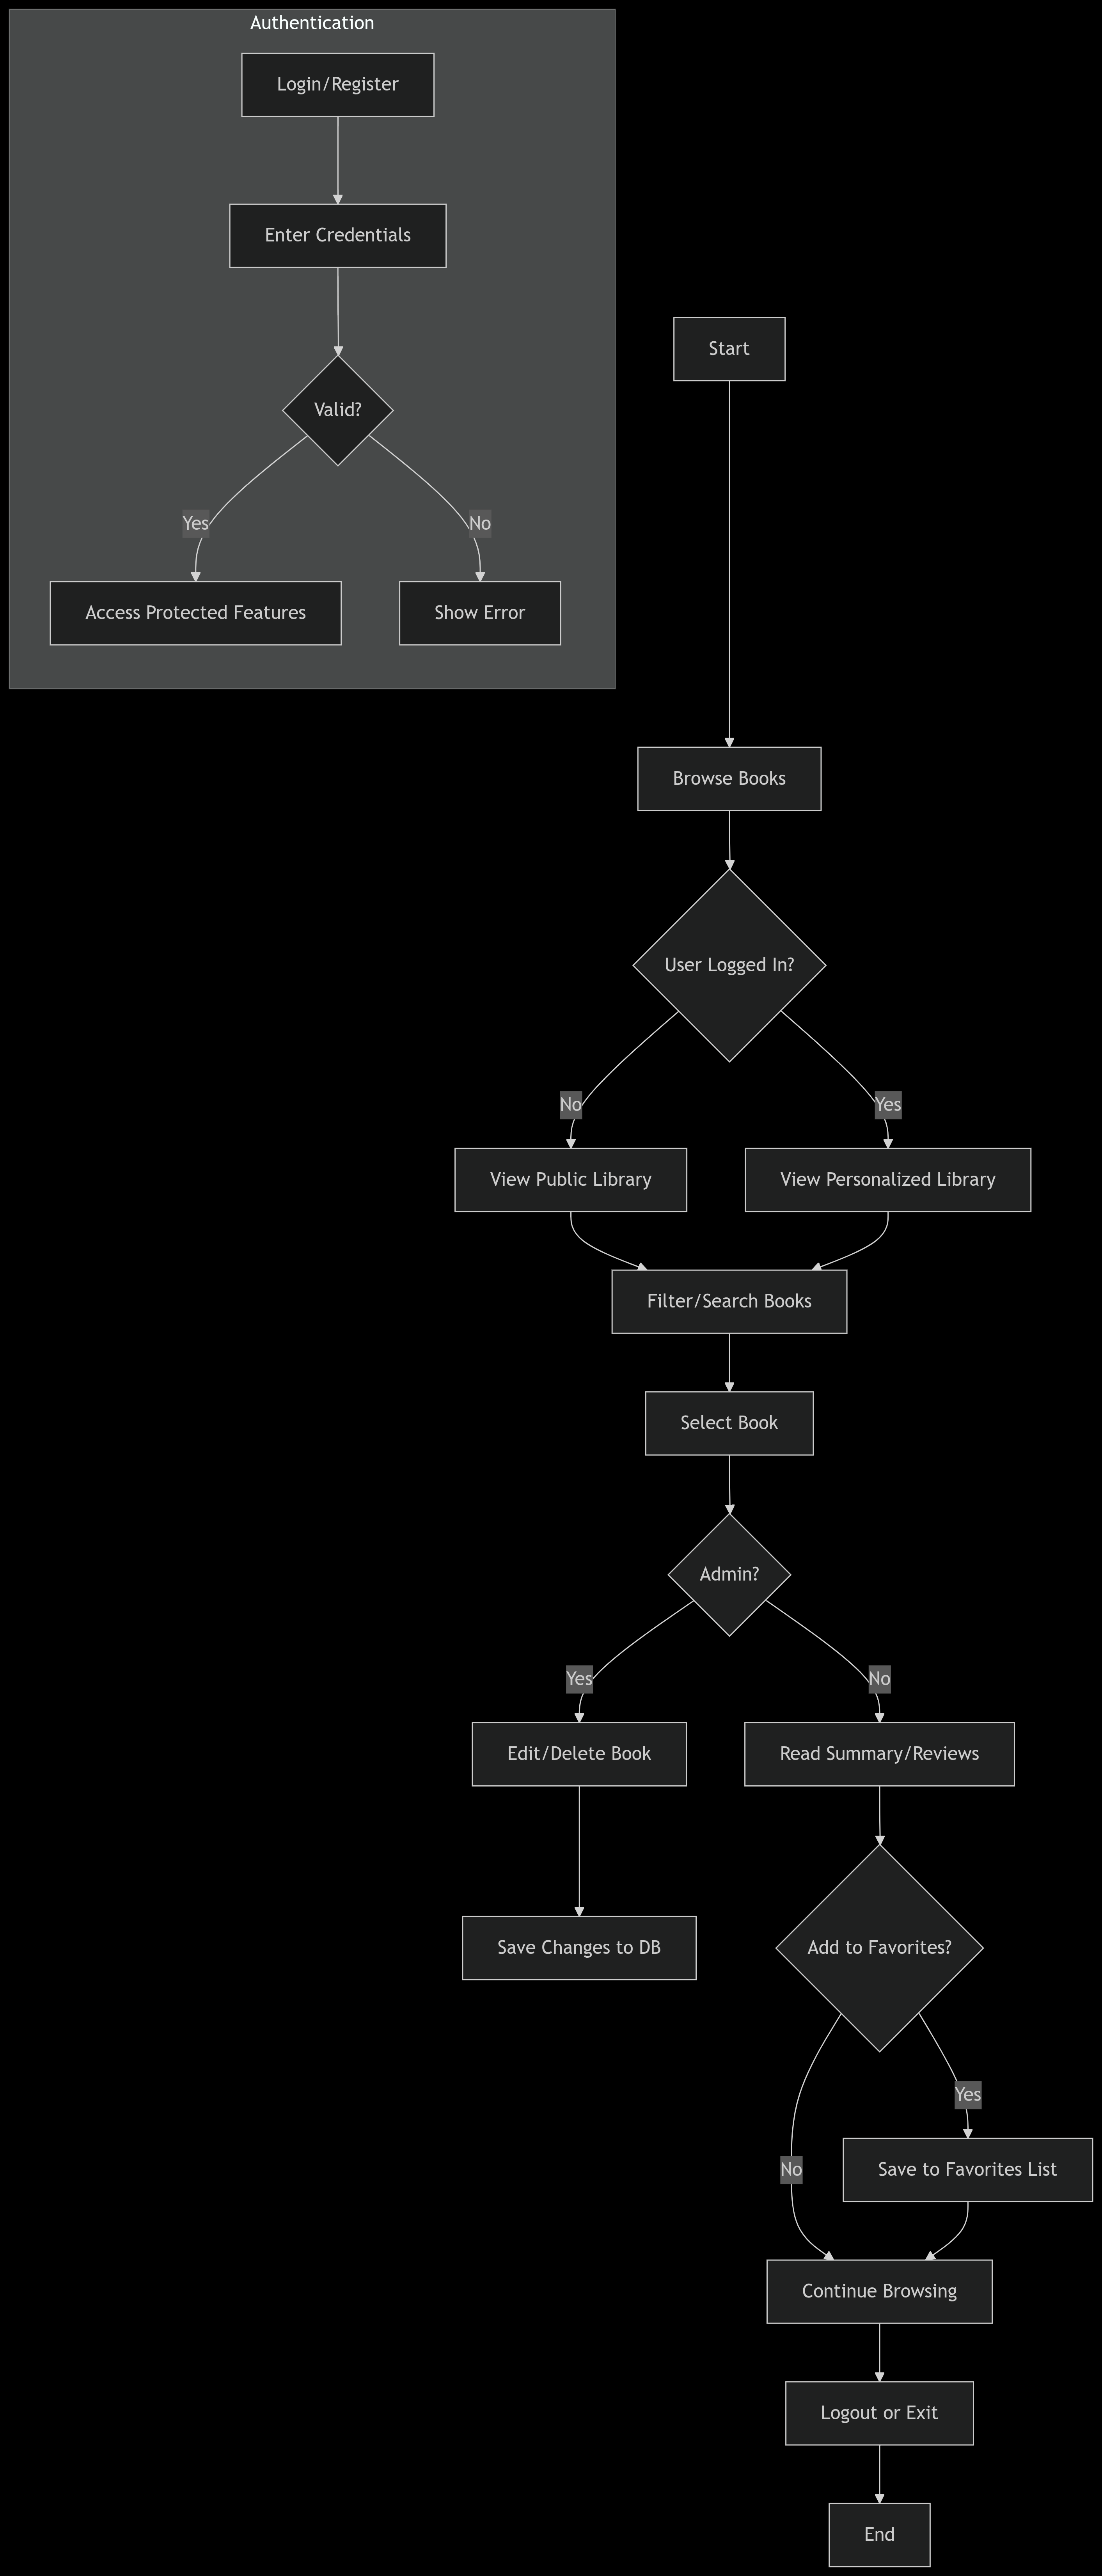 Authentication
Login/Register
Enter Credentials
Start
Valid?
Yes
No
Access Protected Features
Show Error
Browse Books
User Logged In?
No
Yes
View Public Library
View Personalized Library
Filter/Search Books
Select Book
Admin?
Yes
No
Edit/Delete Book
Read Summary/Reviews
Save Changes to DB
Add to Favorites?
Yes
No
Save to Favorites List
Continue Browsing
Logout or Exit
End